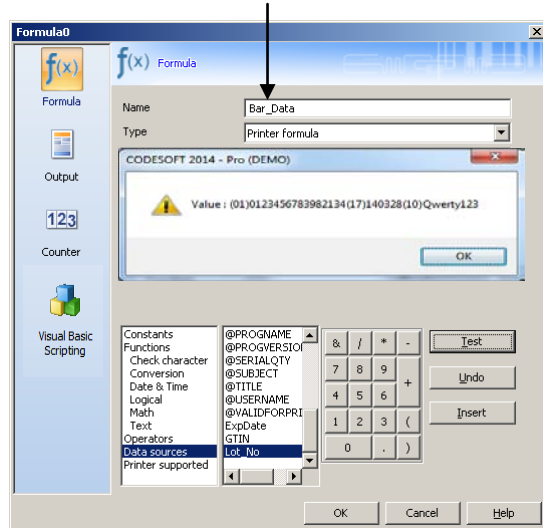 Formula0
f(x) Formula
f(x)
Formula
Output
123
Counter
Visual Basic
Scripting
Name Bar_Data
Type Printer formula
CODESOFT 2014 - Pro (DEMO)
Value : (01)0123456783982134(17)140328(10)Qwerty123
OK
Constants
Functions
Check character
Conversion
Date & Time
Logical
Math
Text
Operators
Data sources
Printer supported
@PROGNAME
@PROGVERSION
@SERIALQTY
@SUBJECT
@TITLE
@USERNAME
@VALIDFORPRI
ExpDate
GTIN
Lot_No
& / * -
7 8 9 +
4 5 6
1 2 3 (
0 . )
Test
Undo
Insert
OK Cancel Help